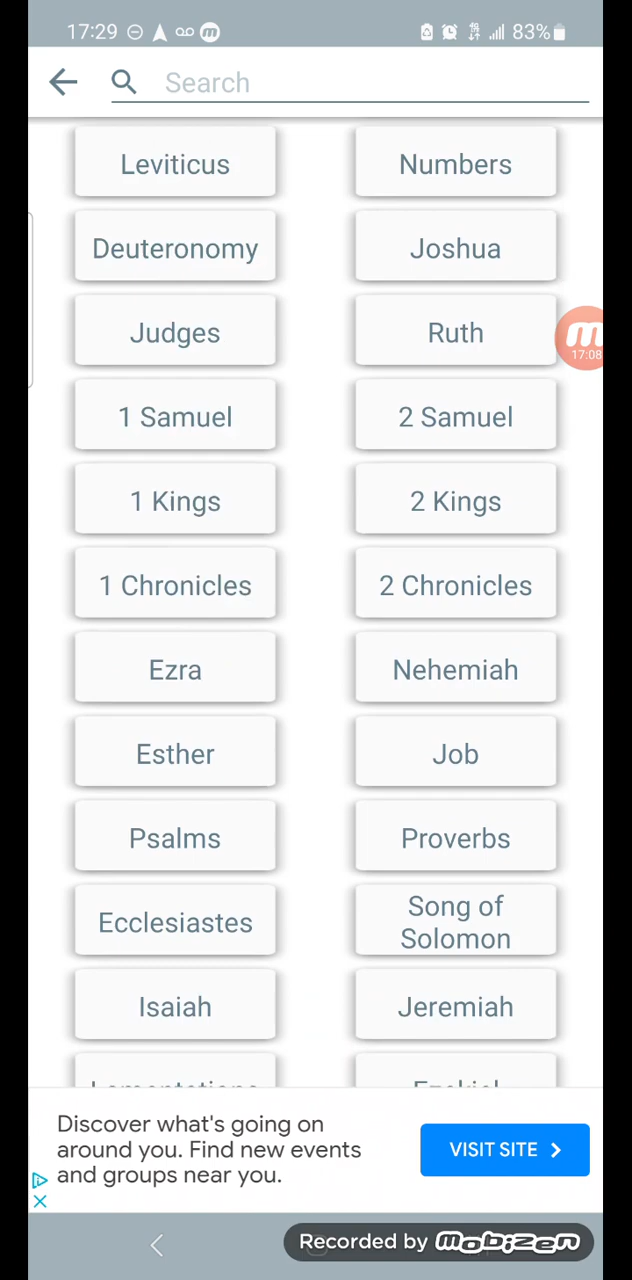 17:29 83%
Search
Leviticus Numbers
Deuteronomy Joshua
Judges Ruth
17:08
1 Samuel 2 Samuel
1 Kings 2 Kings
1 Chronicles 2 Chronicles
Ezra Nehemiah
Esther Job
Psalms Proverbs
Ecclesiastes Song of
Solomon
Isaiah Jeremiah
Lamentations Ezekiel
Discover what's going on
around you. Find new events
and groups near you.
VISIT SITE
Recorded by mobizen